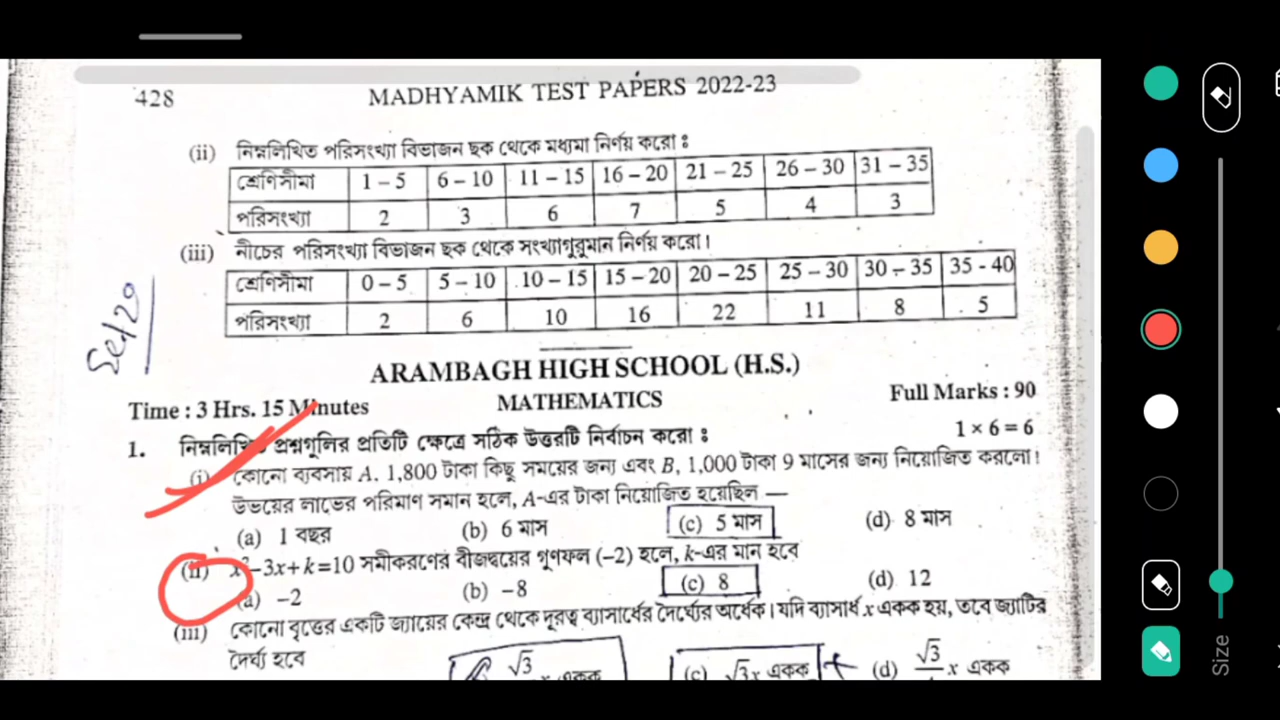 428
MADHYAMIK TEST PAPERS 2022-23
(ii) নিম্নলিখিত পরিসংখ্যা বিভাজন ছক থেকে মধ্যমা নির্ণয় করো ঃ
শ্রেণিসীমা 1 – 5 6 – 10 11 – 15 16 – 20 21 – 25 26 – 30 31 – 35
পরিসংখ্যা 2 3 6 7 5 4 3
(iii) নীচের পরিসংখ্যা বিভাজন ছক থেকে সংখ্যাগুরুমান নির্ণয় করো।
শ্রেণিসীমা 0 – 5 5 – 10 10 – 15 15 – 20 20 – 25 25 – 30 30 – 35 35 - 40
পরিসংখ্যা 2 6 10 16 22 11 8 5
ARAMBAGH HIGH SCHOOL (H.S.)
Time : 3 Hrs. 15 Minutes MATHEMATICS Full Marks : 90
1. নিম্নলিখিত প্রশ্নগুলির প্রতিটি ক্ষেত্রে সঠিক উত্তরটি নির্বাচন করো ঃ 1 × 6 = 6
(i) কোনো ব্যবসায় A. 1,800 টাকা কিছু সময়ের জন্য এবং B, 1,000 টাকা 9 মাসের জন্য নিয়োজিত করলো।
উভয়ের লাভের পরিমাণ সমান হলে, A-এর টাকা নিয়োজিত হয়েছিল —
(a) 1 বছর (b) 6 মাস (c) 5 মাস (d) 8 মাস
(ii) x²–3x+k=10 সমীকরণের বীজদ্বয়ের গুণফল (–2) হলে, k-এর মান হবে
(a) –2 (b) –8 (c) 8 (d) 12
(iii) কোনো বৃত্তের একটি জ্যায়ের কেন্দ্র থেকে দূরত্ব ব্যাসার্ধের দৈর্ঘ্যের অর্ধেক। যদি ব্যাসার্ধ x একক হয়, তবে জ্যাটির
দৈর্ঘ্য হবে
√3 x একক (c) √3x একক (d) √3 x একক
Size